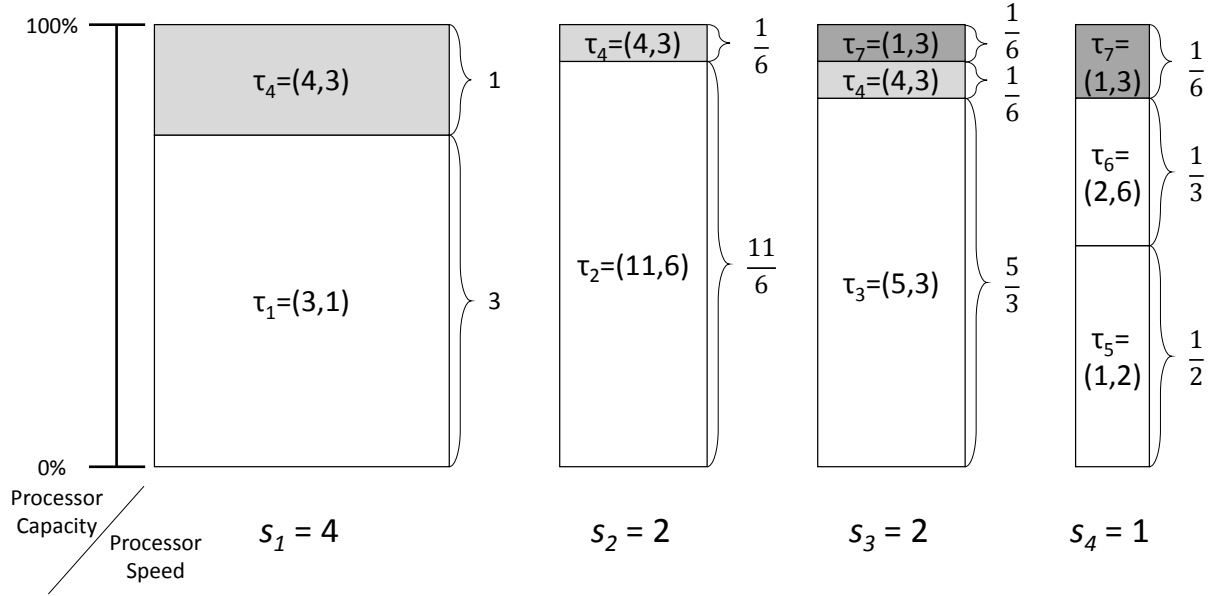 100%
τ₄=(4,3)
1
τ₁=(3,1)
3
0%
Processor
Capacity
Processor
Speed
s₁ = 4
τ₄=(4,3)
1/6
τ₂=(11,6)
11/6
s₂ = 2
τ₇=(1,3)
1/6
τ₄=(4,3)
1/6
τ₃=(5,3)
5/3
s₃ = 2
τ₇=
(1,3)
1/6
τ₆=
(2,6)
1/3
τ₅=
(1,2)
1/2
s₄ = 1